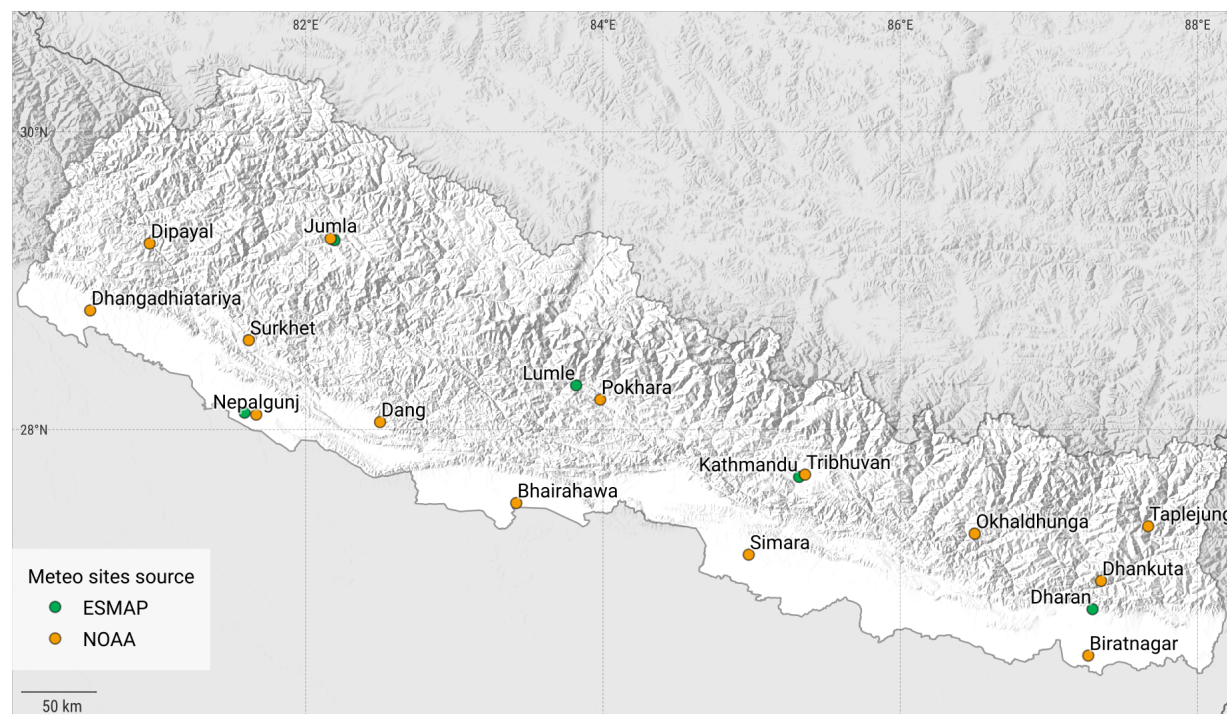 82°E
84°E
86°E
88°E
30°N
Dipayal
Jumla
Dhangadhiatariya
Surkhet
Lumle
Pokhara
Nepalgunj
Dang
28°N
Kathmandu
Tribhuvan
Bhairahawa
Okhaldhunga
Taplejung
Simara
Dhankuta
Dharan
Biratnagar
Meteo sites source
ESMAP
NOAA
50 km